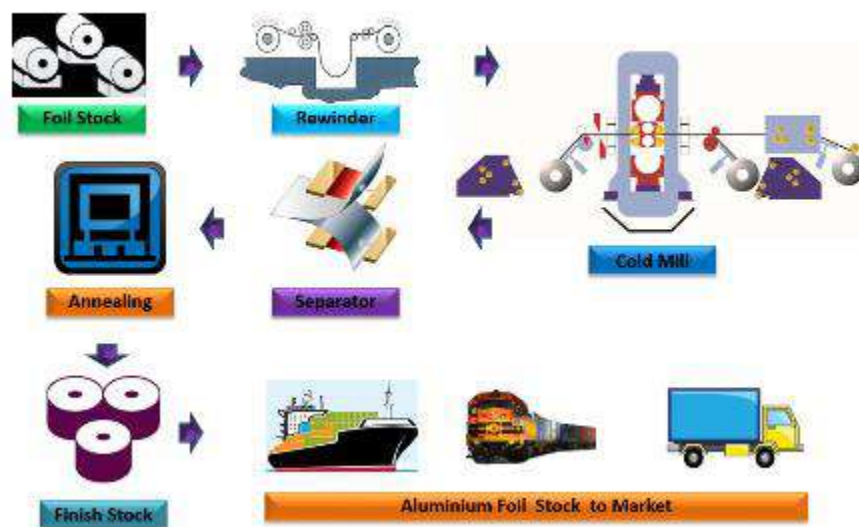 Foil Stock
Rewinder
Cold Mill
Separator
Annealing
Finish Stock
Aluminium Foil Stock to Market